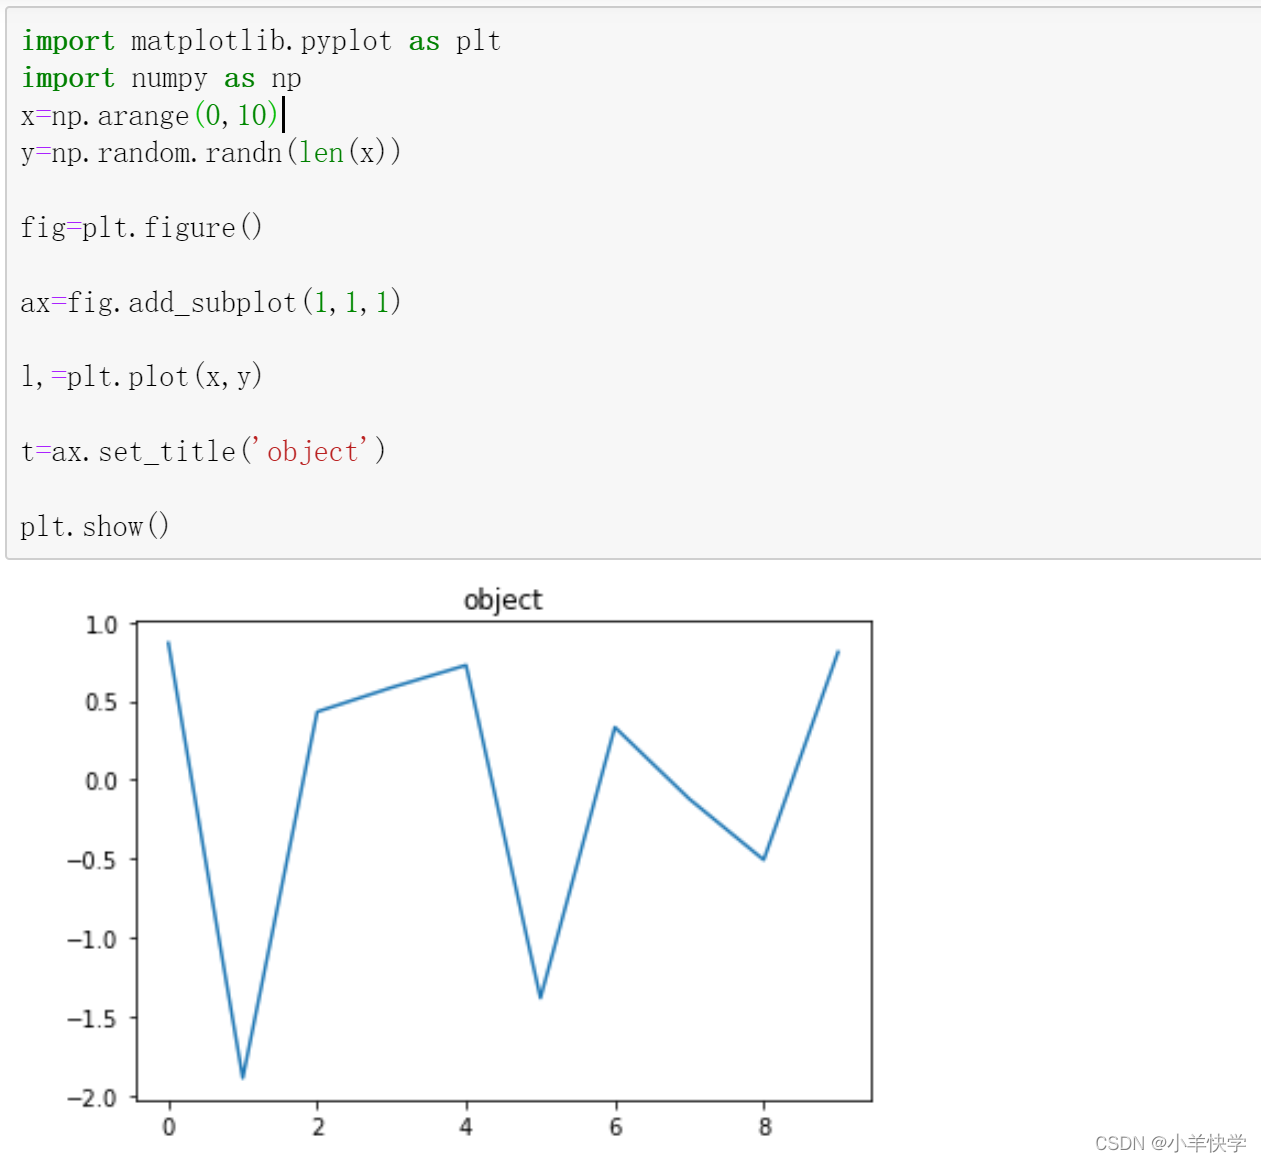 import matplotlib.pyplot as plt
import numpy as np
x=np.arange(0,10)
y=np.random.randn(len(x))
fig=plt.figure()
ax=fig.add_subplot(1,1,1)
l,=plt.plot(x,y)
t=ax.set_title('object')
plt.show()
object
1.0
0.5
0.0
−0.5
−1.0
−1.5
−2.0
0 2 4 6 8
CSDN @小羊快学